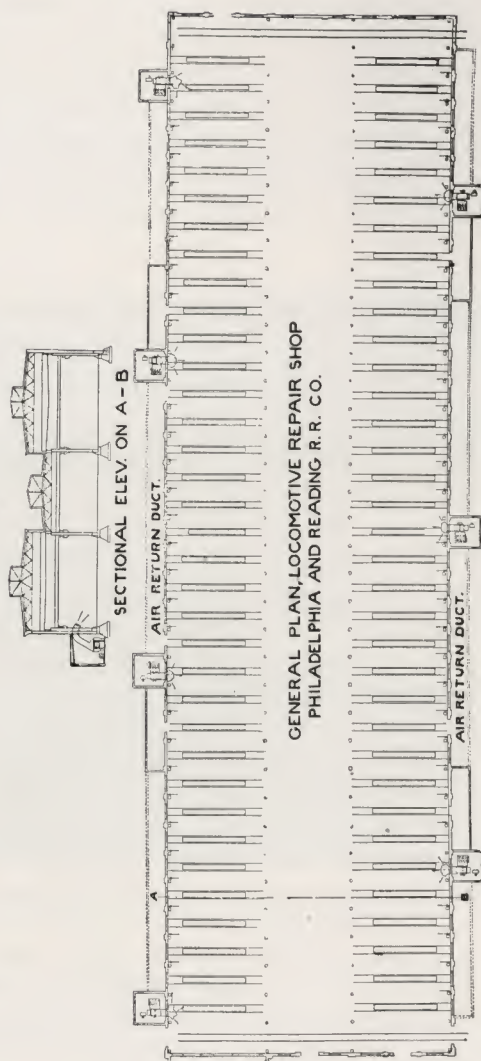 SECTIONAL ELEV. ON A-B
AIR RETURN DUCT.
A
GENERAL PLAN, LOCOMOTIVE REPAIR SHOP
PHILADELPHIA AND READING R.R. CO.
AIR RETURN DUCT.
B